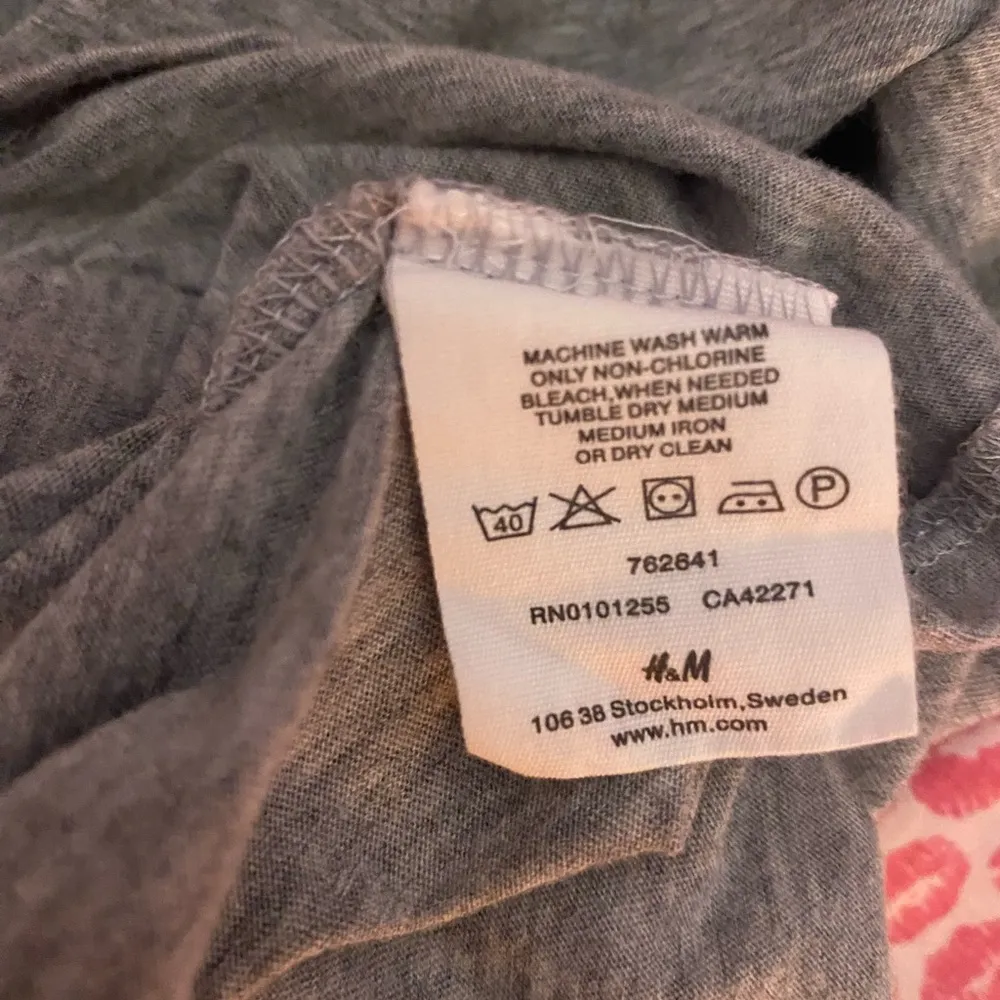 MACHINE WASH WARM
ONLY NON-CHLORINE
BLEACH,WHEN NEEDED
TUMBLE DRY MEDIUM
MEDIUM IRON
OR DRY CLEAN
40 P
762641
RN0101255 CA42271
H&M
106 38 Stockholm,Sweden
www.hm.com